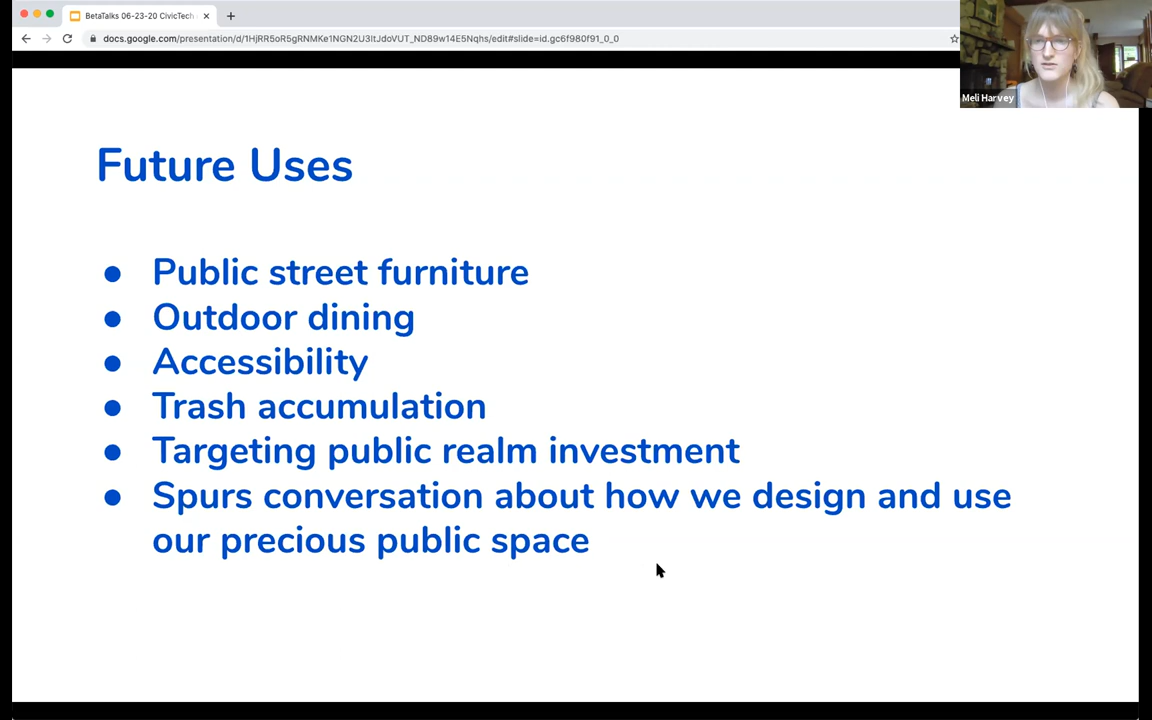 BetaTalks 06-23-20 CivicTech
docs.google.com/presentation/d/1HjRR5oR5gRNMKe1NGN2U3ltJdoVUT_ND89w14E5Nqhs/edit#slide=id.gc6f980f91_0_0
Meli Harvey
Future Uses
● Public street furniture
● Outdoor dining
● Accessibility
● Trash accumulation
● Targeting public realm investment
● Spurs conversation about how we design and use
our precious public space